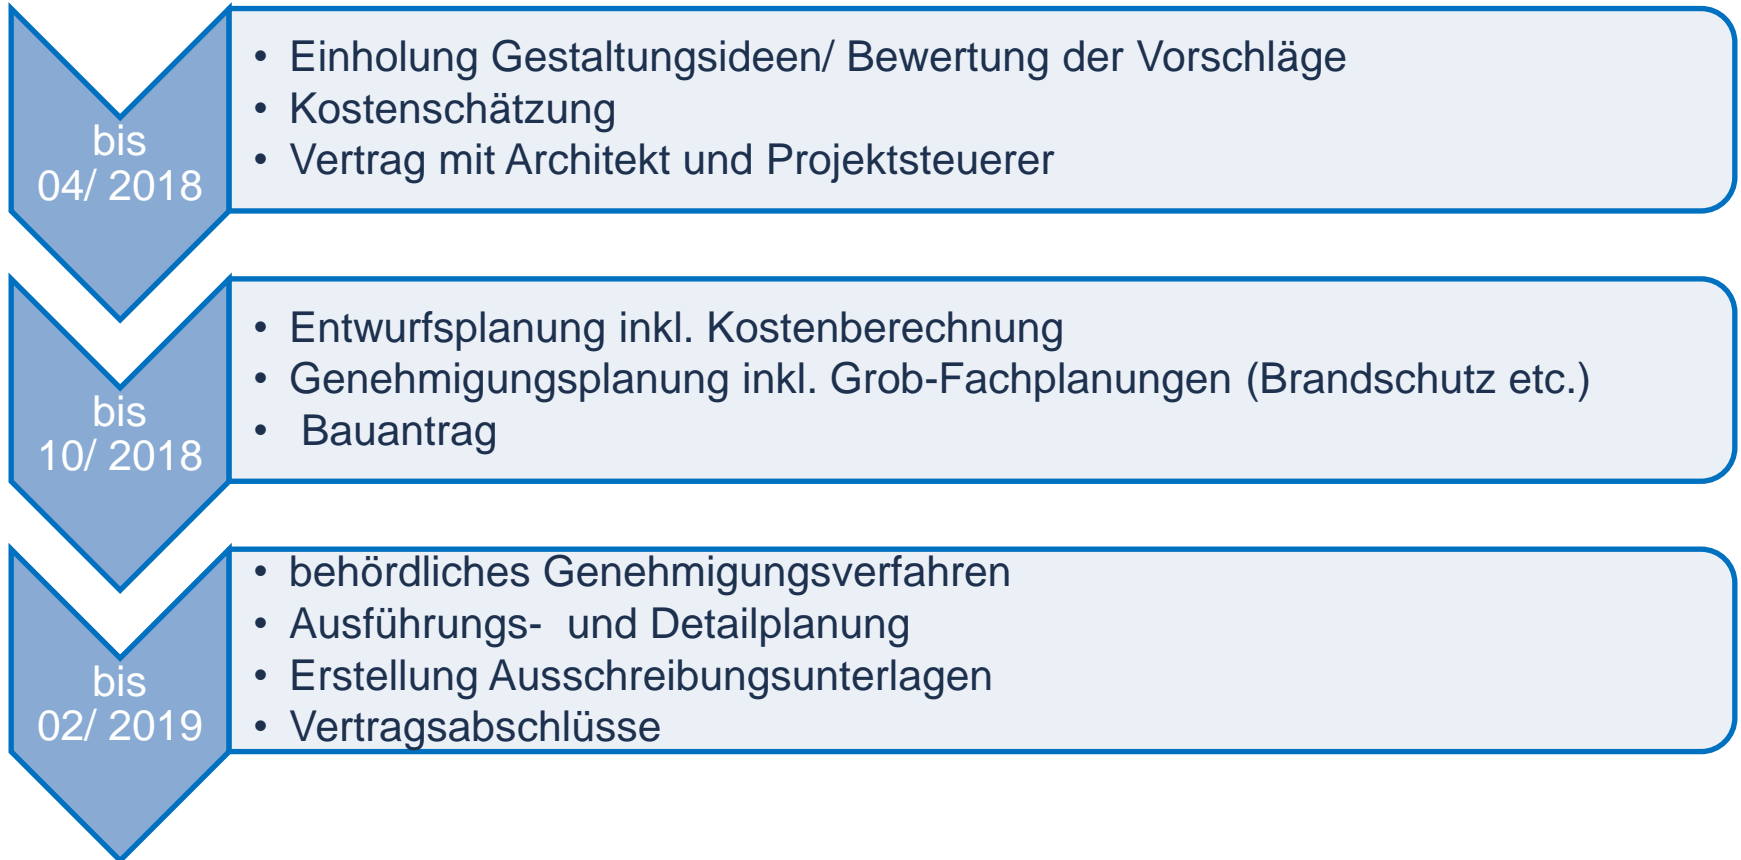 bis
04/ 2018
• Einholung Gestaltungsideen/ Bewertung der Vorschläge
• Kostenschätzung
• Vertrag mit Architekt und Projektsteuerer
bis
10/ 2018
• Entwurfsplanung inkl. Kostenberechnung
• Genehmigungsplanung inkl. Grob-Fachplanungen (Brandschutz etc.)
• Bauantrag
bis
02/ 2019
• behördliches Genehmigungsverfahren
• Ausführungs- und Detailplanung
• Erstellung Ausschreibungsunterlagen
• Vertragsabschlüsse